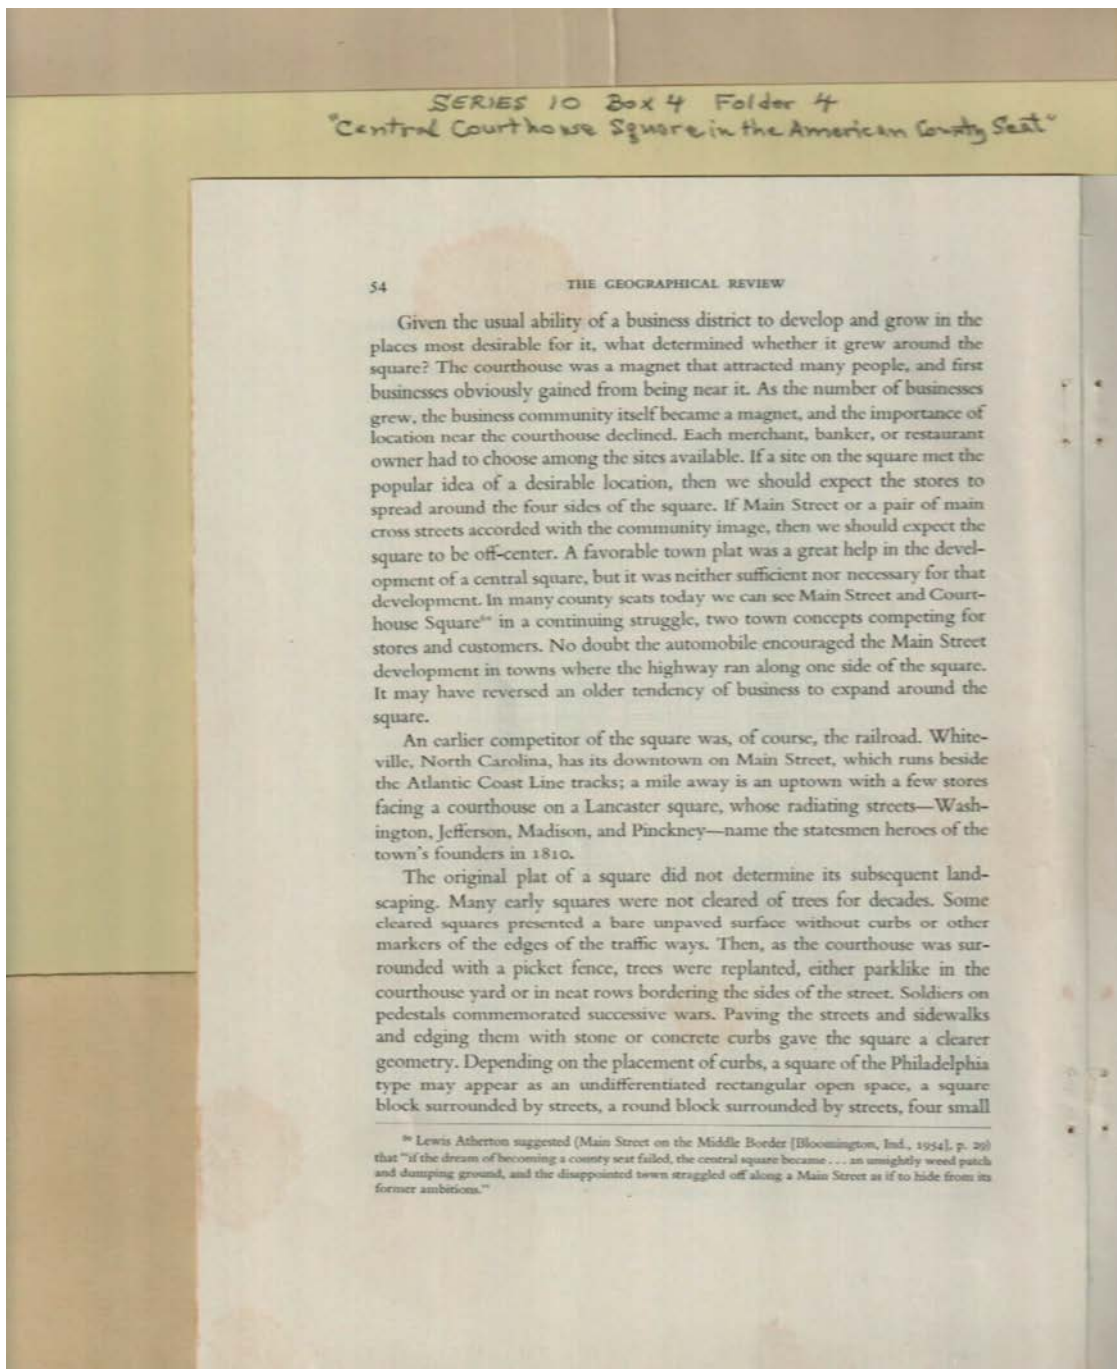 SERIES 10 Box 4 Folder 4
"Central Courthouse Square in the American County Seat"
54 THE GEOGRAPHICAL REVIEW
Given the usual ability of a business district to develop and grow in the
places most desirable for it, what determined whether it grew around the
square? The courthouse was a magnet that attracted many people, and first
businesses obviously gained from being near it. As the number of businesses
grew, the business community itself became a magnet, and the importance of
location near the courthouse declined. Each merchant, banker, or restaurant
owner had to choose among the sites available. If a site on the square met the
popular idea of a desirable location, then we should expect the stores to
spread around the four sides of the square. If Main Street or a pair of main
cross streets accorded with the community image, then we should expect the
square to be off-center. A favorable town plat was a great help in the devel-
opment of a central square, but it was neither sufficient nor necessary for that
development. In many county seats today we can see Main Street and Court-
house Square in a continuing struggle, two town concepts competing for
stores and customers. No doubt the automobile encouraged the Main Street
development in towns where the highway ran along one side of the square.
It may have reversed an older tendency of business to expand around the
square.
An earlier competitor of the square was, of course, the railroad. White-
ville, North Carolina, has its downtown on Main Street, which runs beside
the Atlantic Coast Line tracks; a mile away is an uptown with a few stores
facing a courthouse on a Lancaster square, whose radiating streets—Wash-
ington, Jefferson, Madison, and Pinckney—name the statesmen heroes of the
town's founders in 1810.
The original plat of a square did not determine its subsequent land-
scaping. Many early squares were not cleared of trees for decades. Some
cleared squares presented a bare unpaved surface without curbs or other
markers of the edges of the traffic ways. Then, as the courthouse was sur-
rounded with a picket fence, trees were replanted, either parklike in the
courthouse yard or in neat rows bordering the sides of the street. Soldiers on
pedestals commemorated successive wars. Paving the streets and sidewalks
and edging them with stone or concrete curbs gave the square a clearer
geometry. Depending on the placement of curbs, a square of the Philadelphia
type may appear as an undifferentiated rectangular open space, a square
block surrounded by streets, a round block surrounded by streets, four small
Lewis Atherton suggested (Main Street on the Middle Border [Bloomington, Ind., 1954], p. 29)
that "if the dream of becoming a county seat failed, the central square became . . . an unsightly weed patch
and dumping ground, and the disappointed town straggled off along a Main Street as if to hide from its
former ambitions."